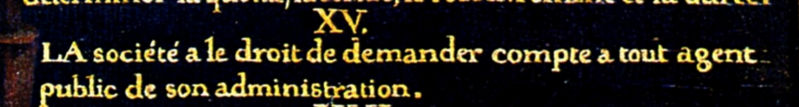 XV.
LA société a le droit de demander compte a tout agent
public de son administration.